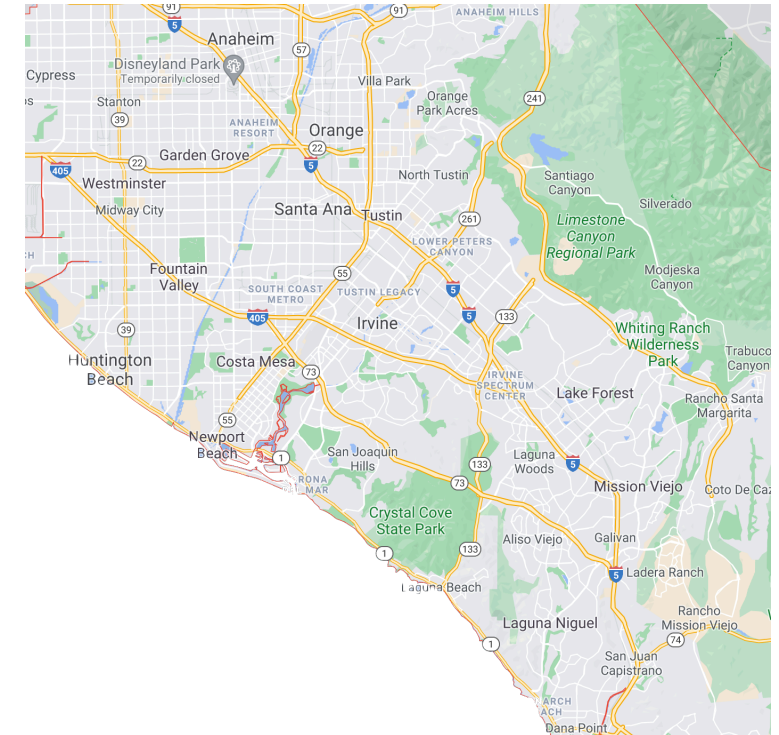 91
91
ANAHEIM HILLS
5
Anaheim
57
Disneyland Park
Temporarily closed
Cypress
Villa Park
Stanton
Orange
Park Acres
241
39
ANAHEIM
RESORT
Orange
22
Garden Grove
22
5
405
Westminster
North Tustin
Santiago
Canyon
Midway City
Santa Ana
Tustin
261
Silverado
Limestone
Canyon
Regional Park
LOWER PETERS
CANYON
Fountain
Valley
55
Modjeska
Canyon
SOUTH COAST
METRO
TUSTIN LEGACY
5
5
133
405
Irvine
39
Whiting Ranch
Wilderness
Park
Huntington
Beach
Costa Mesa
73
Trabuco
Canyon
IRVINE
SPECTRUM
CENTER
Lake Forest
Rancho Santa
Margarita
55
Newport
Beach
1
San Joaquin
Hills
Laguna
Woods
133
5
73
Mission Viejo
Coto De Caz
RONA
MAR
Crystal Cove
State Park
1
133
Aliso Viejo
Galivan
5
Ladera Ranch
Laguna Beach
Rancho
Mission Viejo
Laguna Niguel
1
74
San Juan
Capistrano
ARCH
ACH
Dana Point